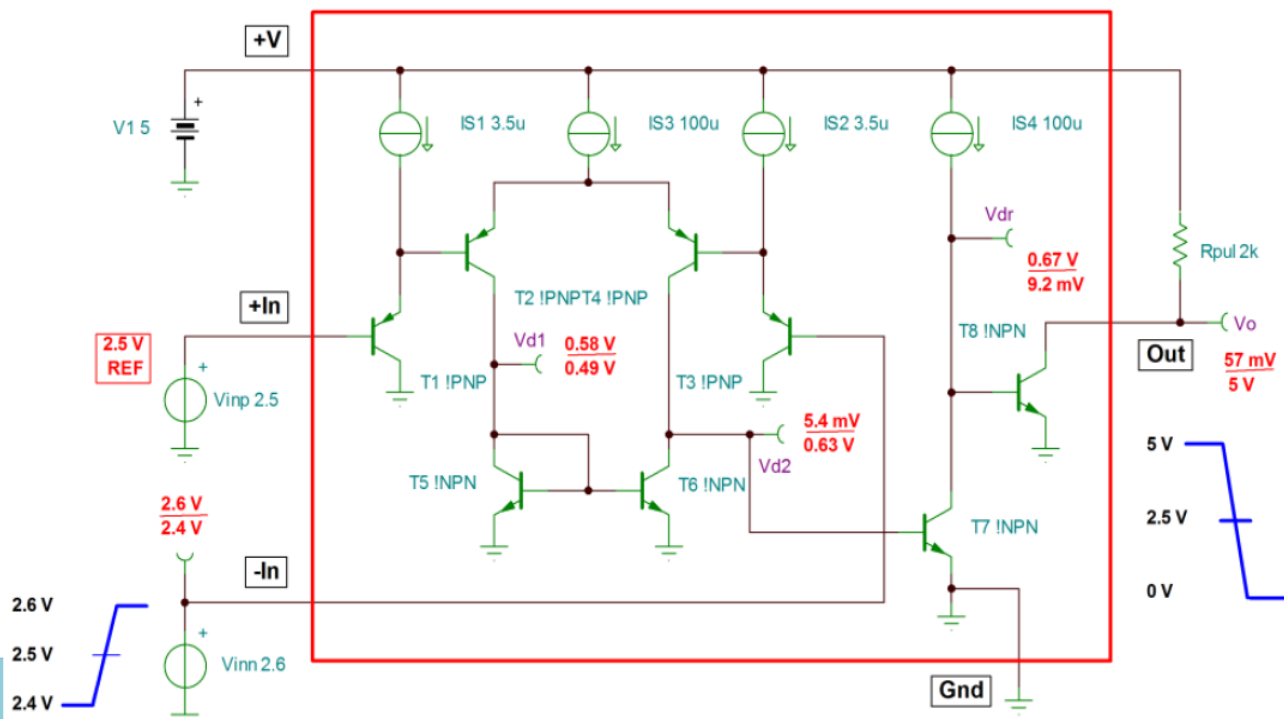 +V
V1 5
IS1 3.5u
IS3 100u
IS2 3.5u
IS4 100u
Vdr
0.67 V
9.2 mV
Rpul 2k
+In
T2 !PNP
T4 !PNP
2.5 V
REF
Vinp 2.5
Vd1
0.58 V
0.49 V
T1 !PNP
T3 !PNP
T8 !NPN
Vo
Out
57 mV
5 V
5.4 mV
0.63 V
Vd2
T5 !NPN
T6 !NPN
T7 !NPN
5 V
2.5 V
0 V
2.6 V
2.4 V
-In
2.6 V
2.5 V
2.4 V
Vinn 2.6
Gnd
+
+
+